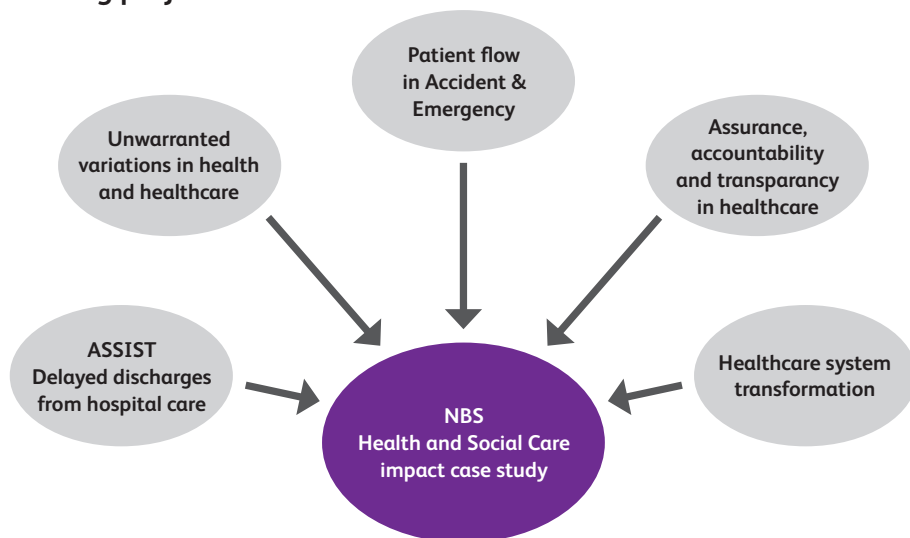 Patient flow
in Accident &
Emergency
Unwarranted
variations in health
and healthcare
Assurance,
accountability
and transparancy
in healthcare
ASSIST
Delayed discharges
from hospital care
Healthcare system
transformation
NBS
Health and Social Care
impact case study